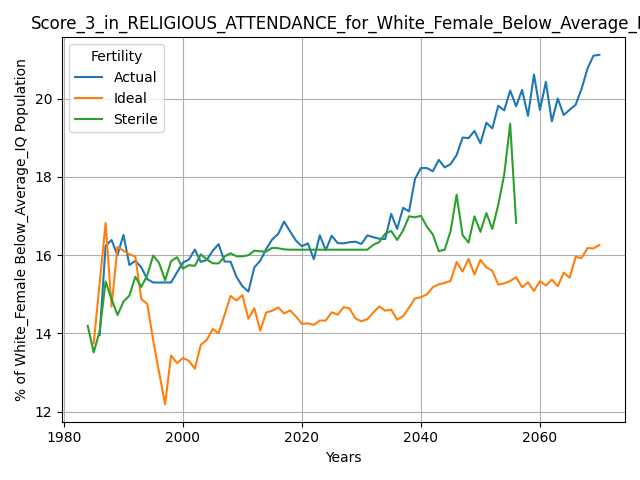 Score_3_in_RELIGIOUS_ATTENDANCE_for_White_Female_Below_Average_I
Fertility
Actual
Ideal
Sterile
% of White_Female Below_Average_IQ Population
20
18
16
14
12
1980
2000
2020
2040
2060
Years